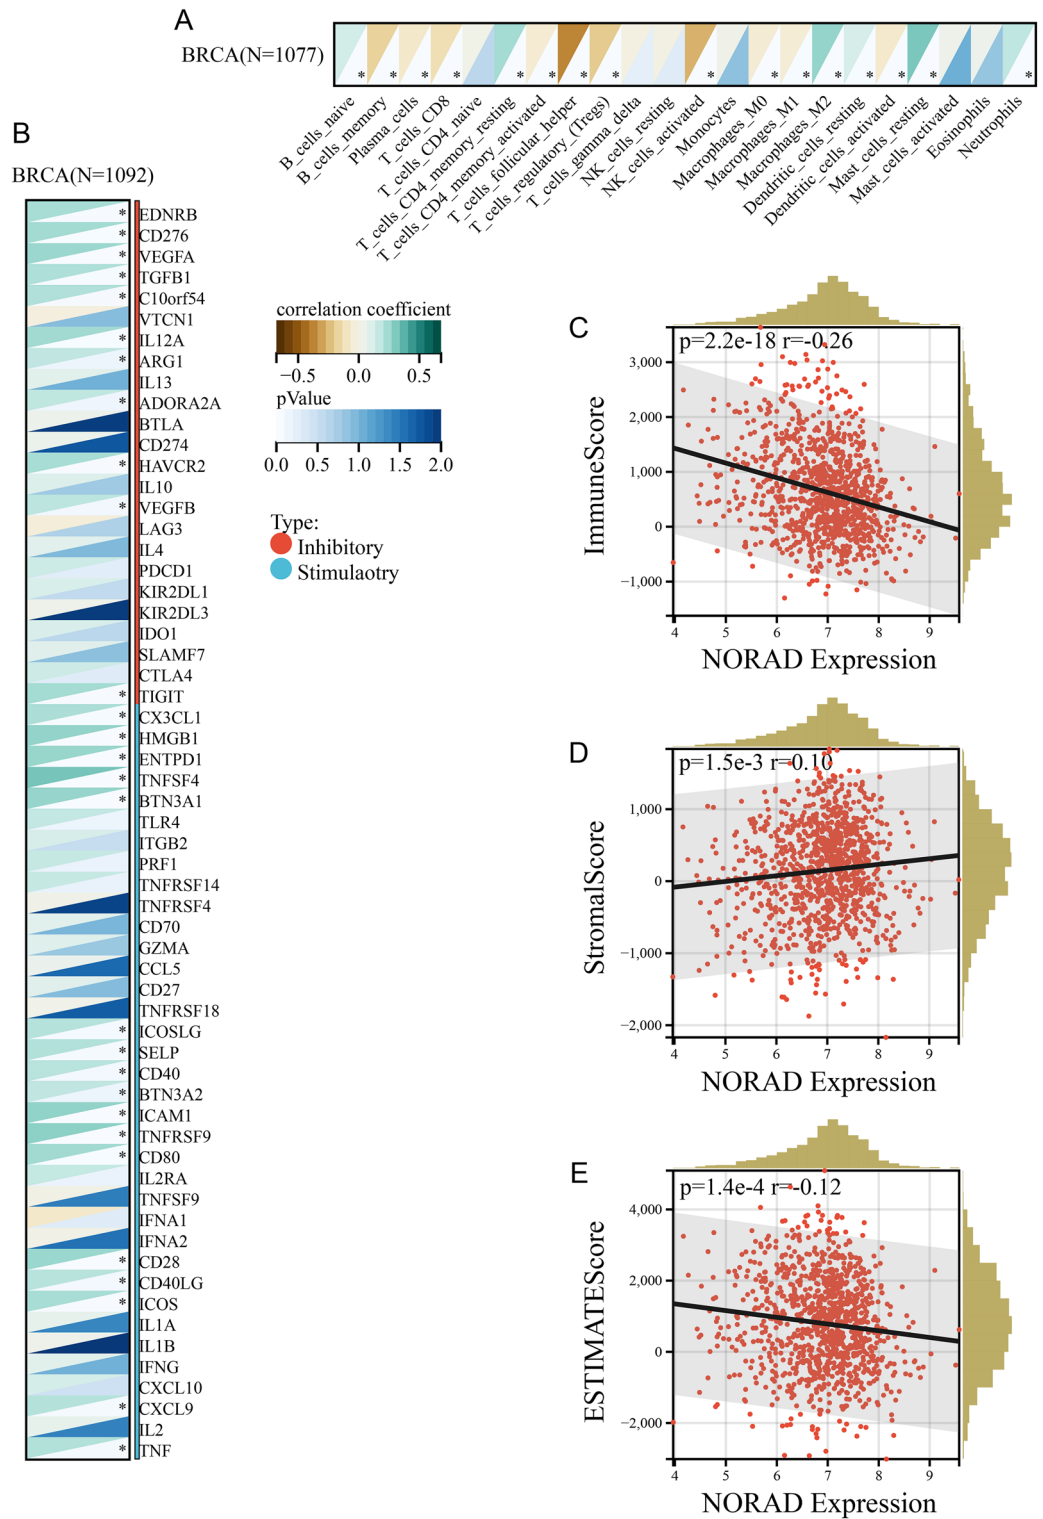 A
BRCA(N=1077)
* * * * * * * * * * * * * * * *
B_cells_naive
B_cells_memory
Plasma_cells
T_cells_CD8
T_cells_CD4_naive
T_cells_CD4_memory_resting
T_cells_CD4_memory_activated
T_cells_follicular_helper
T_cells_regulatory_(Tregs)
T_cells_gamma_delta
NK_cells_resting
NK_cells_activated
Monocytes
Macrophages_M0
Macrophages_M1
Macrophages_M2
Dendritic_cells_resting
Dendritic_cells_activated
Mast_cells_resting
Mast_cells_activated
Eosinophils
Neutrophils
B
BRCA(N=1092)
* EDNRB
* CD276
* VEGFA
* TGFB1
* C10orf54
VTCN1
* IL12A
* ARG1
IL13
* ADORA2A
BTLA
CD274
* HAVCR2
IL10
* VEGFB
LAG3
IL4
PDCD1
KIR2DL1
KIR2DL3
IDO1
SLAMF7
CTLA4
* TIGIT
* CX3CL1
* HMGB1
* ENTPD1
* TNFSF4
* BTN3A1
TLR4
ITGB2
PRF1
TNFRSF14
TNFRSF4
CD70
GZMA
CCL5
CD27
TNFRSF18
* ICOSLG
* SELP
* CD40
* BTN3A2
* ICAM1
* TNFRSF9
* CD80
IL2RA
TNFSF9
IFNA1
IFNA2
* CD28
* CD40LG
* ICOS
IL1A
IL1B
IFNG
CXCL10
* CXCL9
IL2
* TNF
correlation coefficient
−0.5 0.0 0.5
pValue
0.0 0.5 1.0 1.5 2.0
Type:
Inhibitory
Stimulaotry
C
p=2.2e-18 r=-0.26
ImmuneScore
3,000
2,000
1,000
0
−1,000
4 5 6 7 8 9
NORAD Expression
D
p=1.5e-3 r=0.10
StromalScore
1,000
0
−1,000
−2,000
4 5 6 7 8 9
NORAD Expression
E
p=1.4e-4 r=-0.12
ESTIMATEScore
4,000
2,000
0
−2,000
4 5 6 7 8 9
NORAD Expression